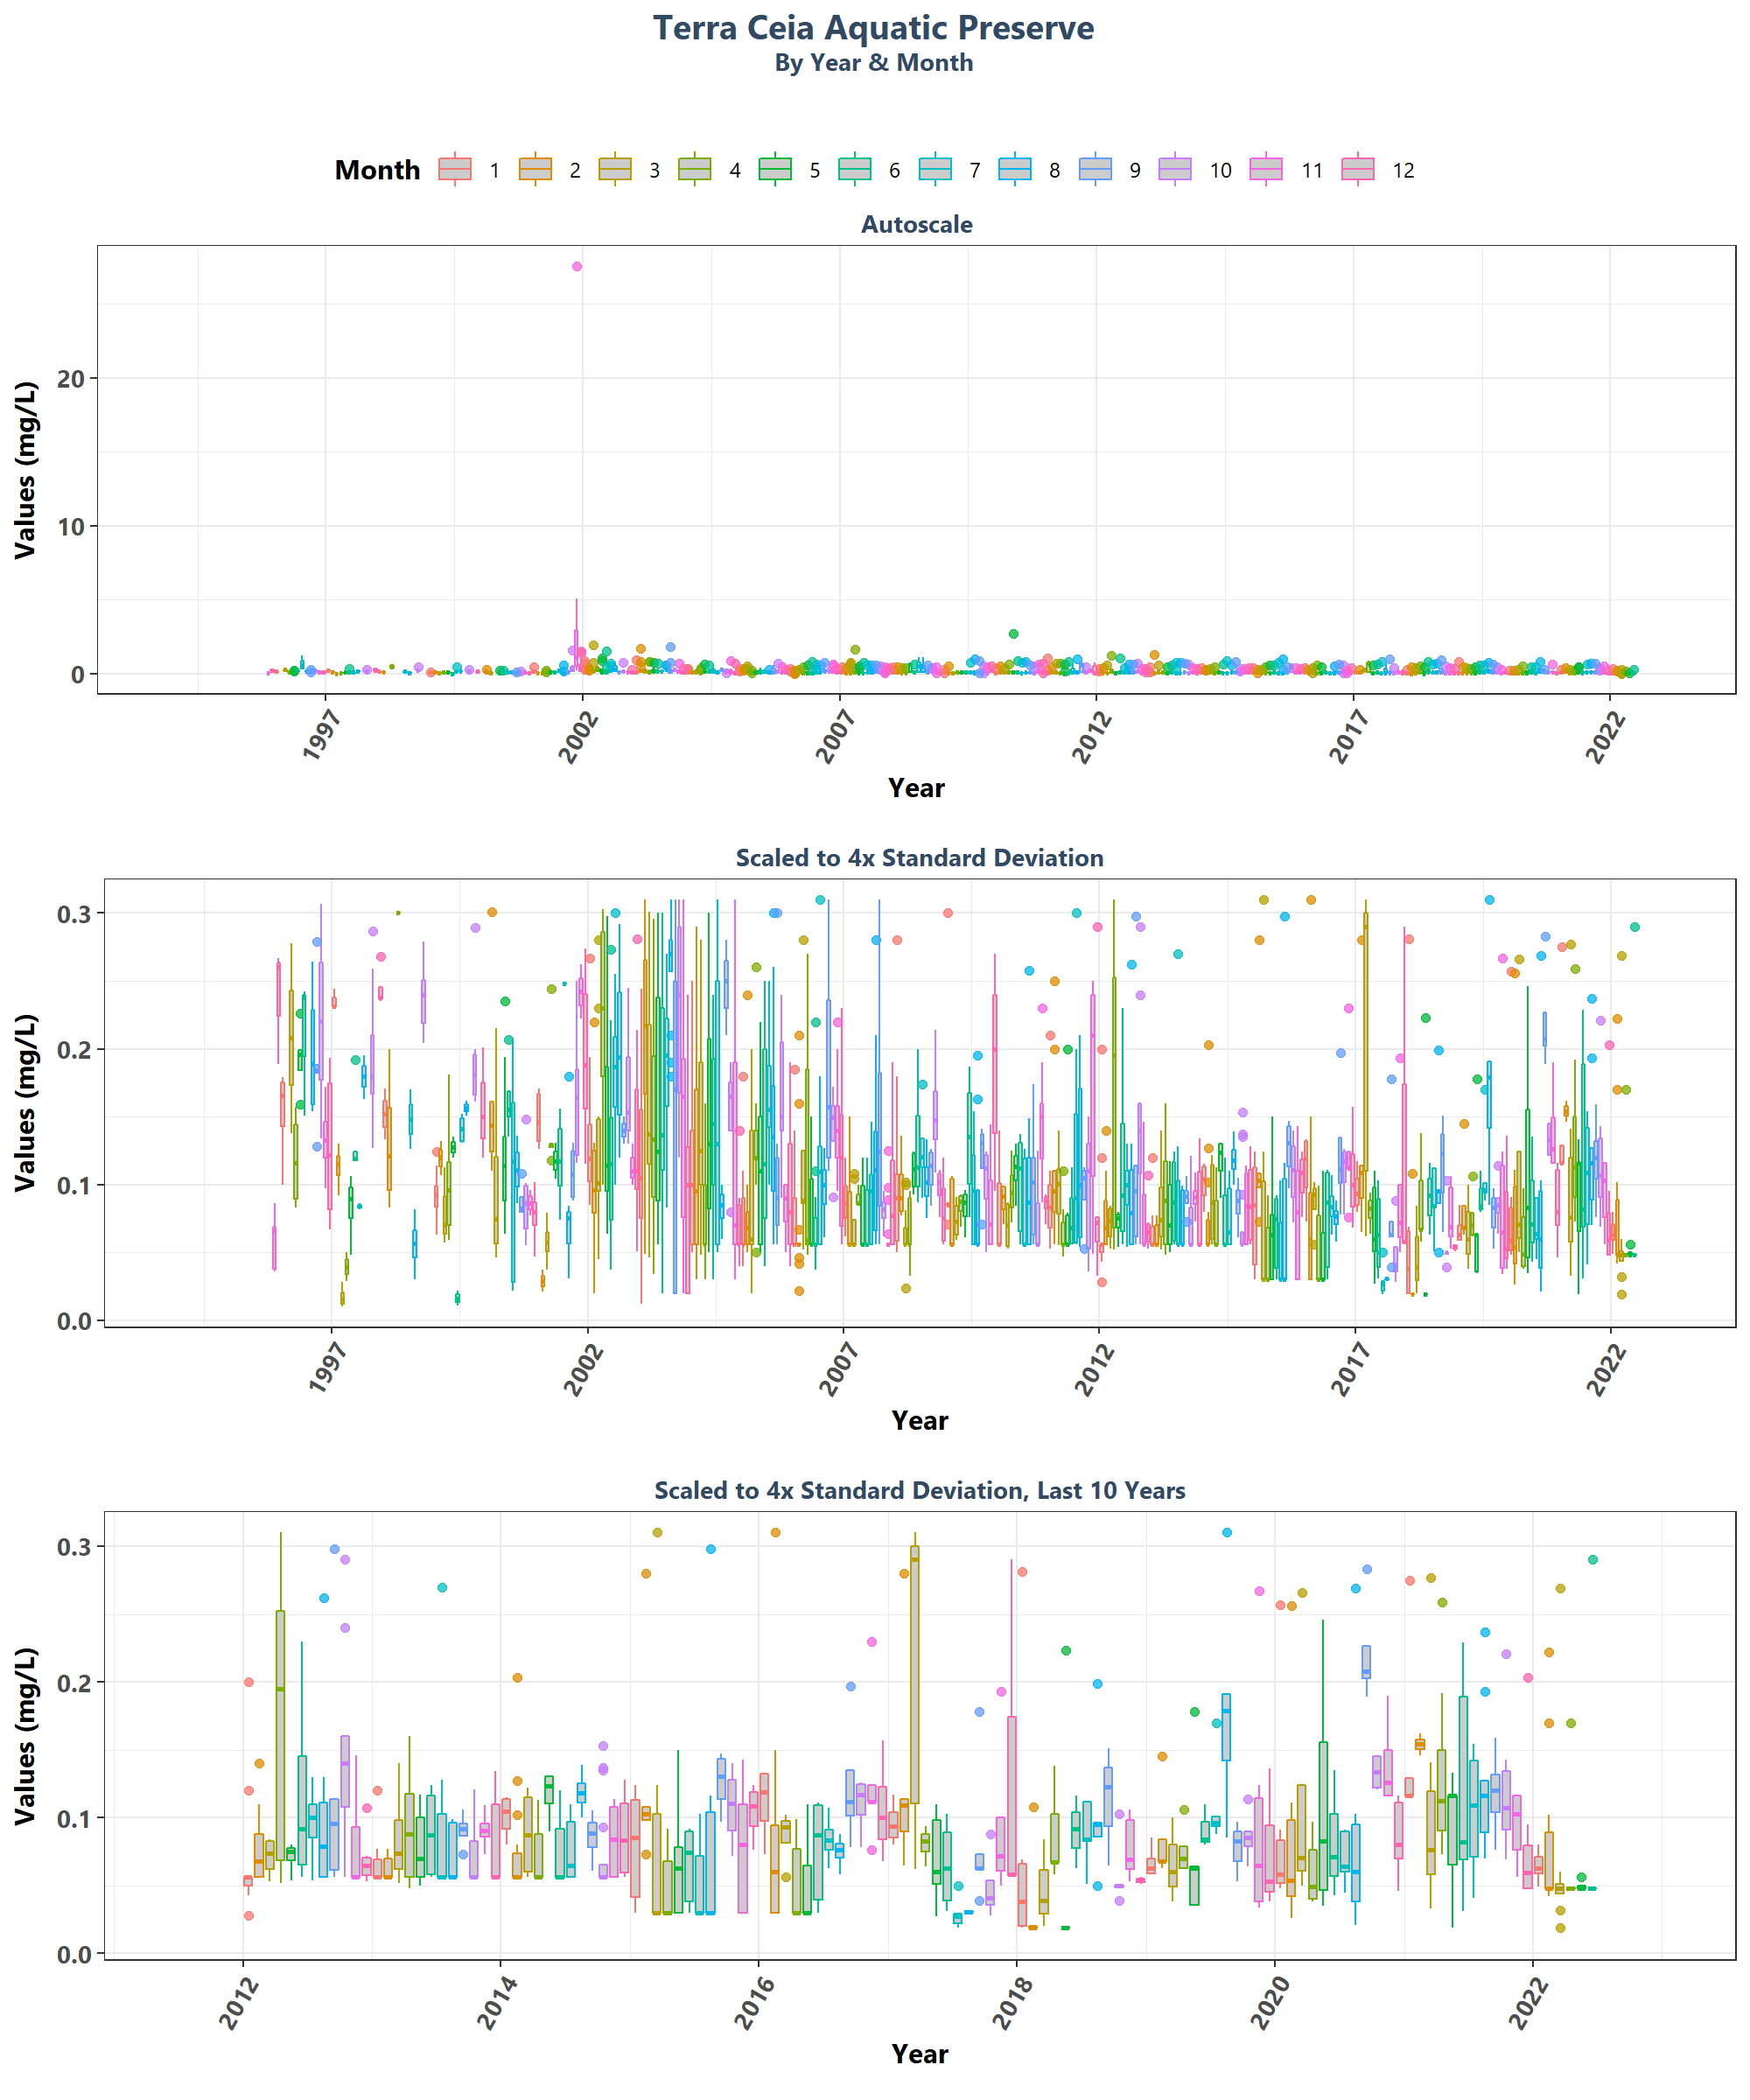 Terra Ceia Aquatic Preserve
By Year & Month
Month 1 2 3 4 5 6 7 8 9 10 11 12
Autoscale
Values (mg/L)
20
10
0
1997 2002 2007 2012 2017 2022
Year
Scaled to 4x Standard Deviation
Values (mg/L)
0.3
0.2
0.1
0.0
1997 2002 2007 2012 2017 2022
Year
Scaled to 4x Standard Deviation, Last 10 Years
Values (mg/L)
0.3
0.2
0.1
0.0
2012 2014 2016 2018 2020 2022
Year